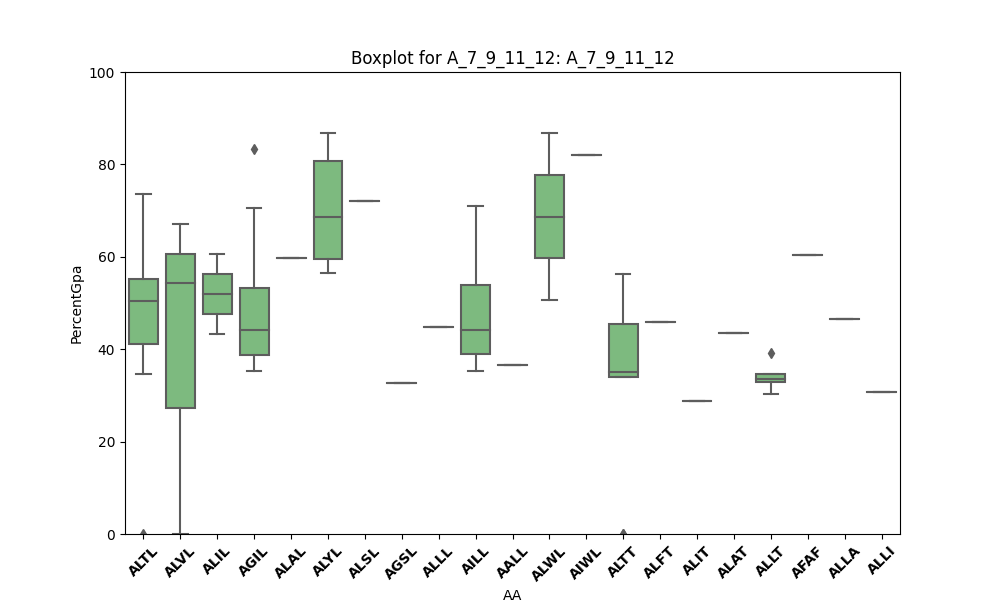 Boxplot for A_7_9_11_12: A_7_9_11_12
PercentGpa
100
80
60
40
20
0
ALTL ALVL ALIL AGIL ALAL ALYL ALSL AGSL ALLL AILL AALL ALWL AIWL ALTT ALFT ALIT ALAT ALLT AFAF ALLA ALLI
AA